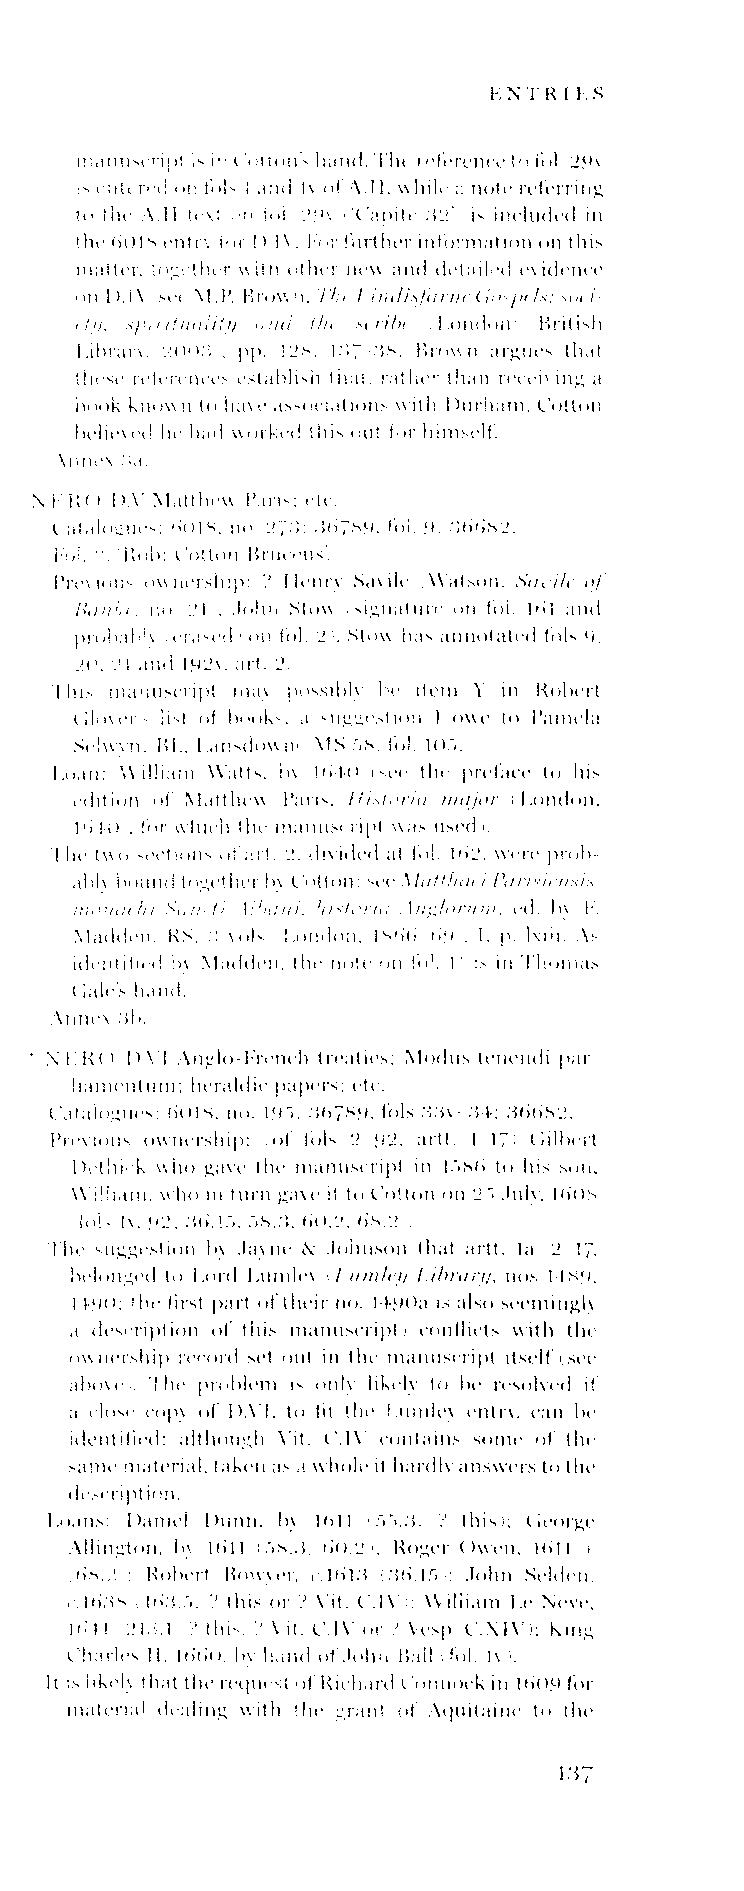 ENTRIES
manuscript is in Cotton's hand. The reference to fol. 29v
is entered on fols 1 and 1v of A.II, while a note referring
to the A.II text on fol. 29v ('Capite 32') is included in
the 6018 entry for D.IV. For further information on this
matter, together with other new and detailed evidence
on D.IV see M.P. Brown, The Lindisfarne Gospels: soci-
ety, spirituality and the scribe (London: British
Library, 2003), pp. 128, 137-38. Brown argues that
these references establish that, rather than receiving a
book known to have associations with Durham, Cotton
believed he had worked this out for himself.
Annex 3a.
NERO D.V Matthew Paris; etc.
Catalogues: 6018, no. 273; 36789, fol. 9; 36682.
Fol. 2, 'Rob: Cotton Bruceus'.
Previous ownership: ? Henry Savile (Watson, Savile of
Banke, no. 21), John Stow (signature on fol. 161 and
probably (erased) on fol. 2). Stow has annotated fols 9,
20, 21 and 192v, art. 2.
This manuscript may possibly be item Y in Robert
Glover's list of books, a suggestion I owe to Pamela
Selwyn. BL, Lansdowne MS 58, fol. 105.
Loan: William Watts, by 1640 (see the preface to his
edition of Matthew Paris, Historia major (London,
1640), for which the manuscript was used).
The two sections of art. 2, divided at fol. 162, were prob-
ably bound together by Cotton: see Matthaei Parisiensis,
monachi Sancti Albani, historia Anglorum, ed. by F.
Madden, RS, 3 vols (London, 1866-69), I, p. lxiii. As
identified by Madden, the note on fol. 1* is in Thomas
Gale's hand.
Annex 3b.
* NERO D.VI Anglo-French treaties; Modus tenendi par-
liamentum; heraldic papers; etc.
Catalogues: 6018, no. 195; 36789, fols 33v-34; 36682.
Previous ownership: (of fols 2-92, artt. 1-17) Gilbert
Dethick who gave the manuscript in 1586 to his son,
William, who in turn gave it to Cotton on 25 July, 1608
(fols 1v, 92, 36.15, 58.3, 60.2, 68.2).
The suggestion by Jayne & Johnson that artt. 1a, 2-17,
belonged to Lord Lumley (Lumley Library, nos 1489,
1490; the first part of their no. 1490a is also seemingly
a description of this manuscript) conflicts with the
ownership record set out in the manuscript itself (see
above). The problem is only likely to be resolved if
a close copy of D.VI, to fit the Lumley entry, can be
identified: although Vit. C.IV contains some of the
same material, taken as a whole it hardly answers to the
description.
Loans: Daniel Dunn, by 1611 (55.3, ? this); George
Allington, by 1611 (58.3, 60.2); Roger Owen, 1611
(68.2); Robert Bowyer, c.1613 (36.15); John Selden,
c.1638 (163.5, ? this or ? Vit. C.IV); William Le Neve,
1641 (213.1, ? this, ? Vit. C.IV or ? Vesp. C.XIV); King
Charles II, 1660, by hand of John Ball (fol. 1v).
It is likely that the request of Richard Connock in 1609 for
material dealing with the grant of Aquitaine to the
137